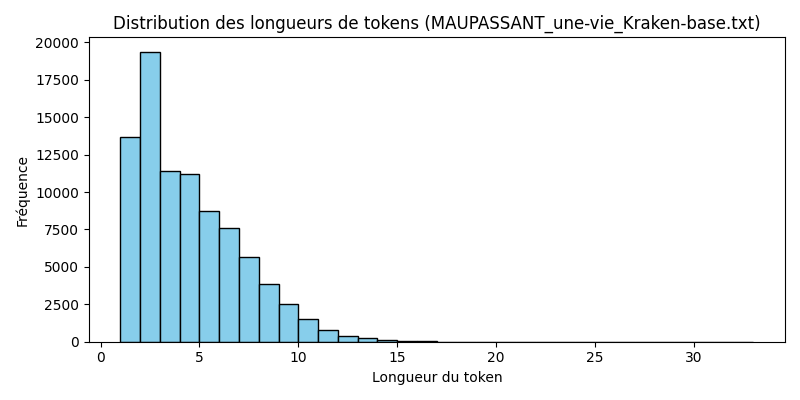 Distribution des longueurs de tokens (MAUPASSANT_une-vie_Kraken-base.txt)
20000
17500
15000
12500
10000
7500
5000
2500
0
Fréquence
0 5 10 15 20 25 30
Longueur du token